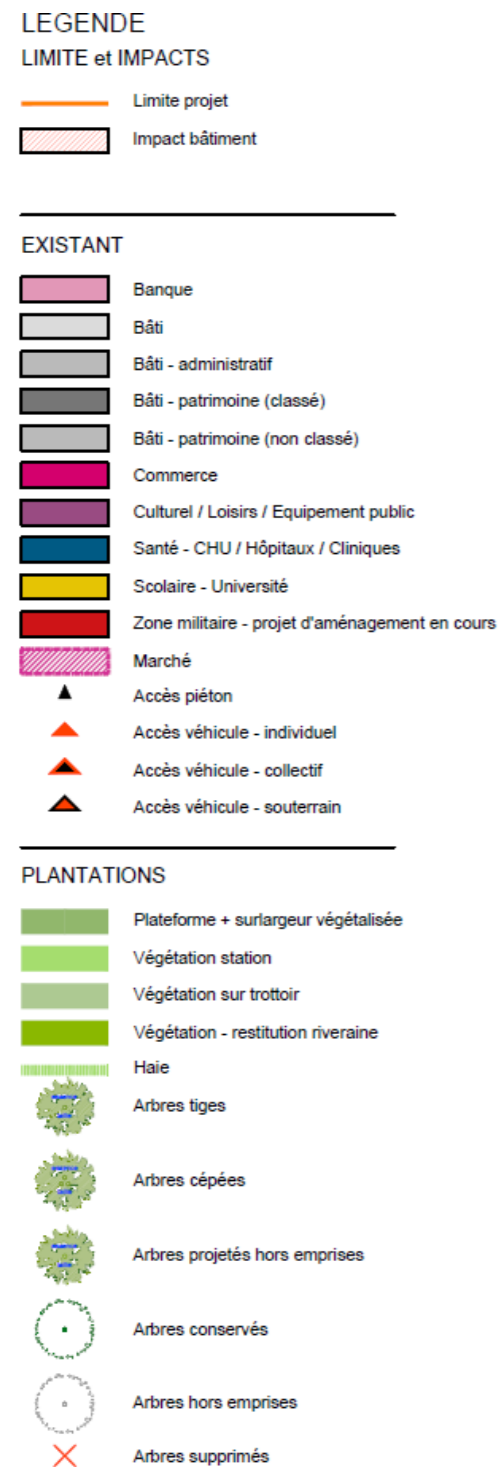 LEGENDE
LIMITE et IMPACTS
Limite projet
Impact bâtiment
EXISTANT
Banque
Bâti
Bâti - administratif
Bâti - patrimoine (classé)
Bâti - patrimoine (non classé)
Commerce
Culturel / Loisirs / Equipement public
Santé - CHU / Hôpitaux / Cliniques
Scolaire - Université
Zone militaire - projet d'aménagement en cours
Marché
Accès piéton
Accès véhicule - individuel
Accès véhicule - collectif
Accès véhicule - souterrain
PLANTATIONS
Plateforme + surlargeur végétalisée
Végétation station
Végétation sur trottoir
Végétation - restitution riveraine
Haie
Arbres tiges
Arbres cépées
Arbres projetés hors emprises
Arbres conservés
Arbres hors emprises
Arbres supprimés